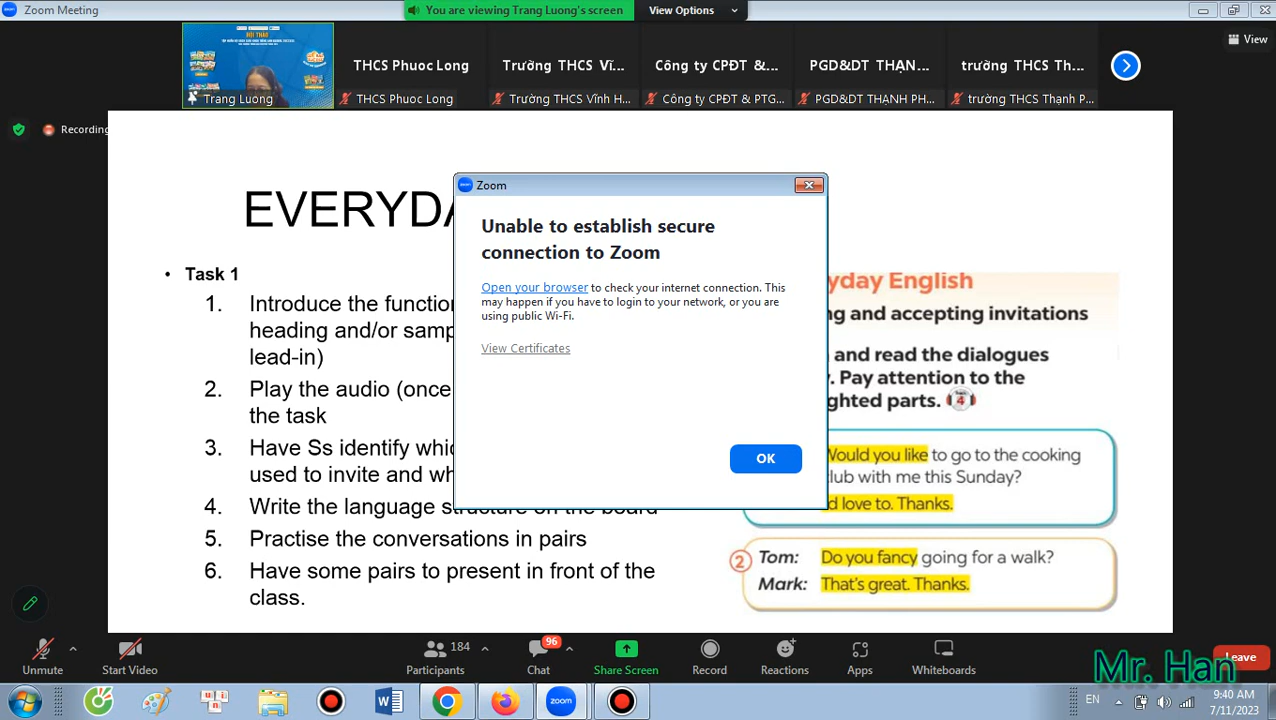 Zoom Meeting
You are viewing Trang Luong's screen
View Options
View
HỘI THẢO
THCS Phuoc Long
Trường THCS Vĩ...
Công ty CPĐT &...
PGD&DT THẠN...
trường THCS Th...
Trang Luong
THCS Phuoc Long
Trường THCS Vĩnh H...
Công ty CPĐT & PTG...
PGD&DT THẠNH PH...
trường THCS Thạnh P...
Recording
EVERYDA
Task 1
1. Introduce the function
heading and/or samp
lead-in)
2. Play the audio (once
the task
3. Have Ss identify whic
used to invite and wh
4. Write the language structure on the board
5. Practise the conversations in pairs
6. Have some pairs to present in front of the
class.
Zoom
Unable to establish secure
connection to Zoom
Open your browser to check your internet connection. This
may happen if you have to login to your network, or you are
using public Wi-Fi.
View Certificates
OK
yday English
ng and accepting invitations
and read the dialogues
. Pay attention to the
ghted parts.
4
Would you like to go to the cooking
club with me this Sunday?
d love to. Thanks.
2 Tom: Do you fancy going for a walk?
Mark: That's great. Thanks.
Unmute
Start Video
184
Participants
96
Chat
Share Screen
Record
Reactions
Apps
Whiteboards
Leave
Mr. Han
zoom
EN
9:40 AM
7/11/2023